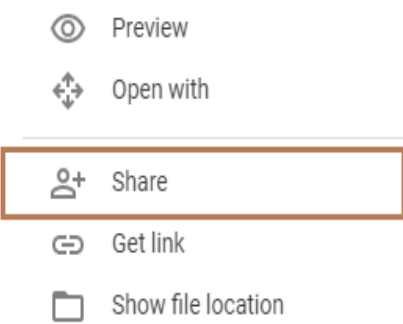 Preview
Open with
Share
Get link
Show file location